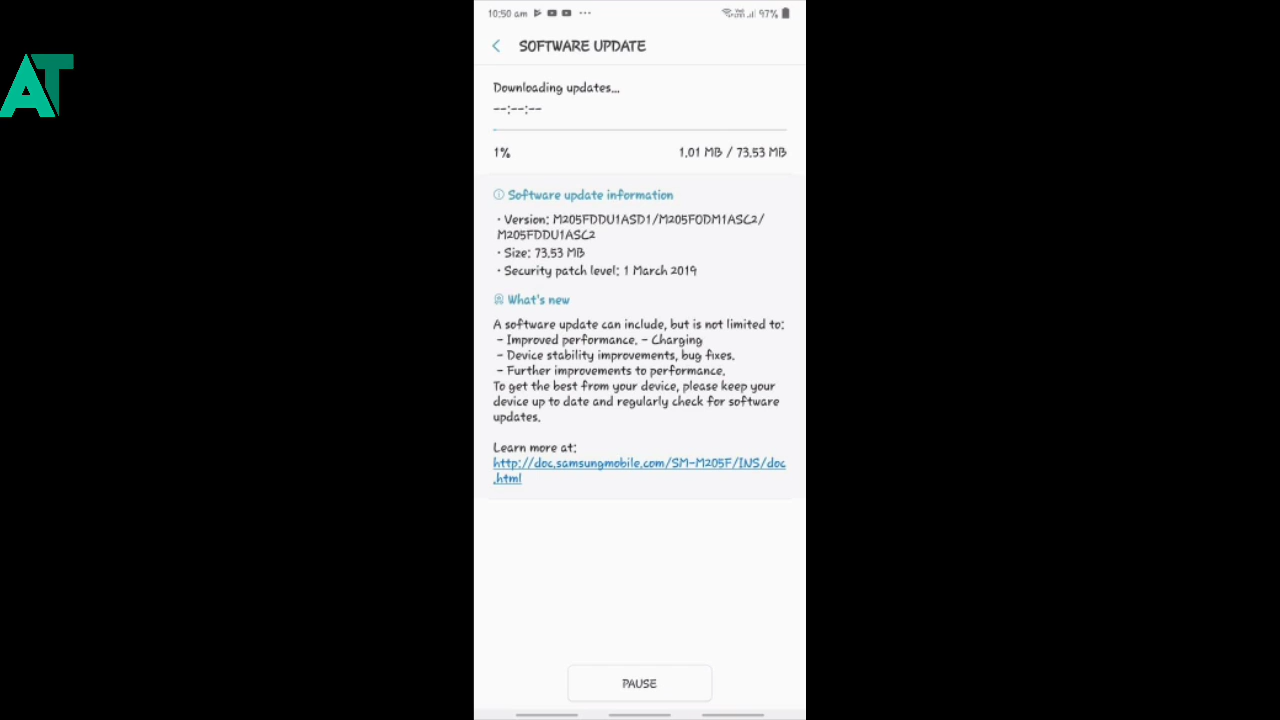 AT
10:50 am ... 97%
SOFTWARE UPDATE
Downloading updates...
--:--:--
1% 1.01 MB / 73.53 MB
Software update information
· Version: M205FDDU1ASD1/M205FODM1ASC2/
M205FDDU1ASC2
· Size: 73.53 MB
· Security patch level: 1 March 2019
What's new
A software update can include, but is not limited to:
- Improved performance. - Charging
- Device stability improvements, bug fixes.
- Further improvements to performance.
To get the best from your device, please keep your
device up to date and regularly check for software
updates.
Learn more at:
http://doc.samsungmobile.com/SM-M205F/INS/doc
.html
PAUSE